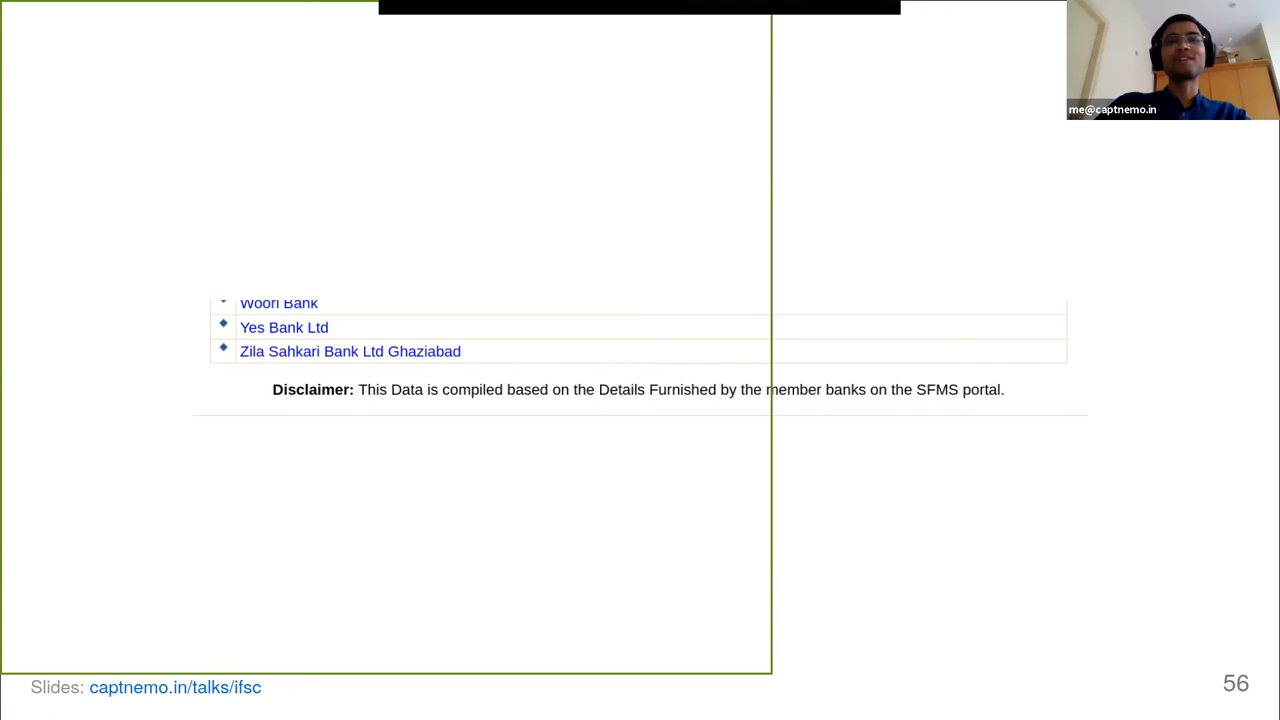 me@captnemo.in
Woori Bank
Yes Bank Ltd
Zila Sahkari Bank Ltd Ghaziabad
Disclaimer: This Data is compiled based on the Details Furnished by the member banks on the SFMS portal.
Slides: captnemo.in/talks/ifsc
56